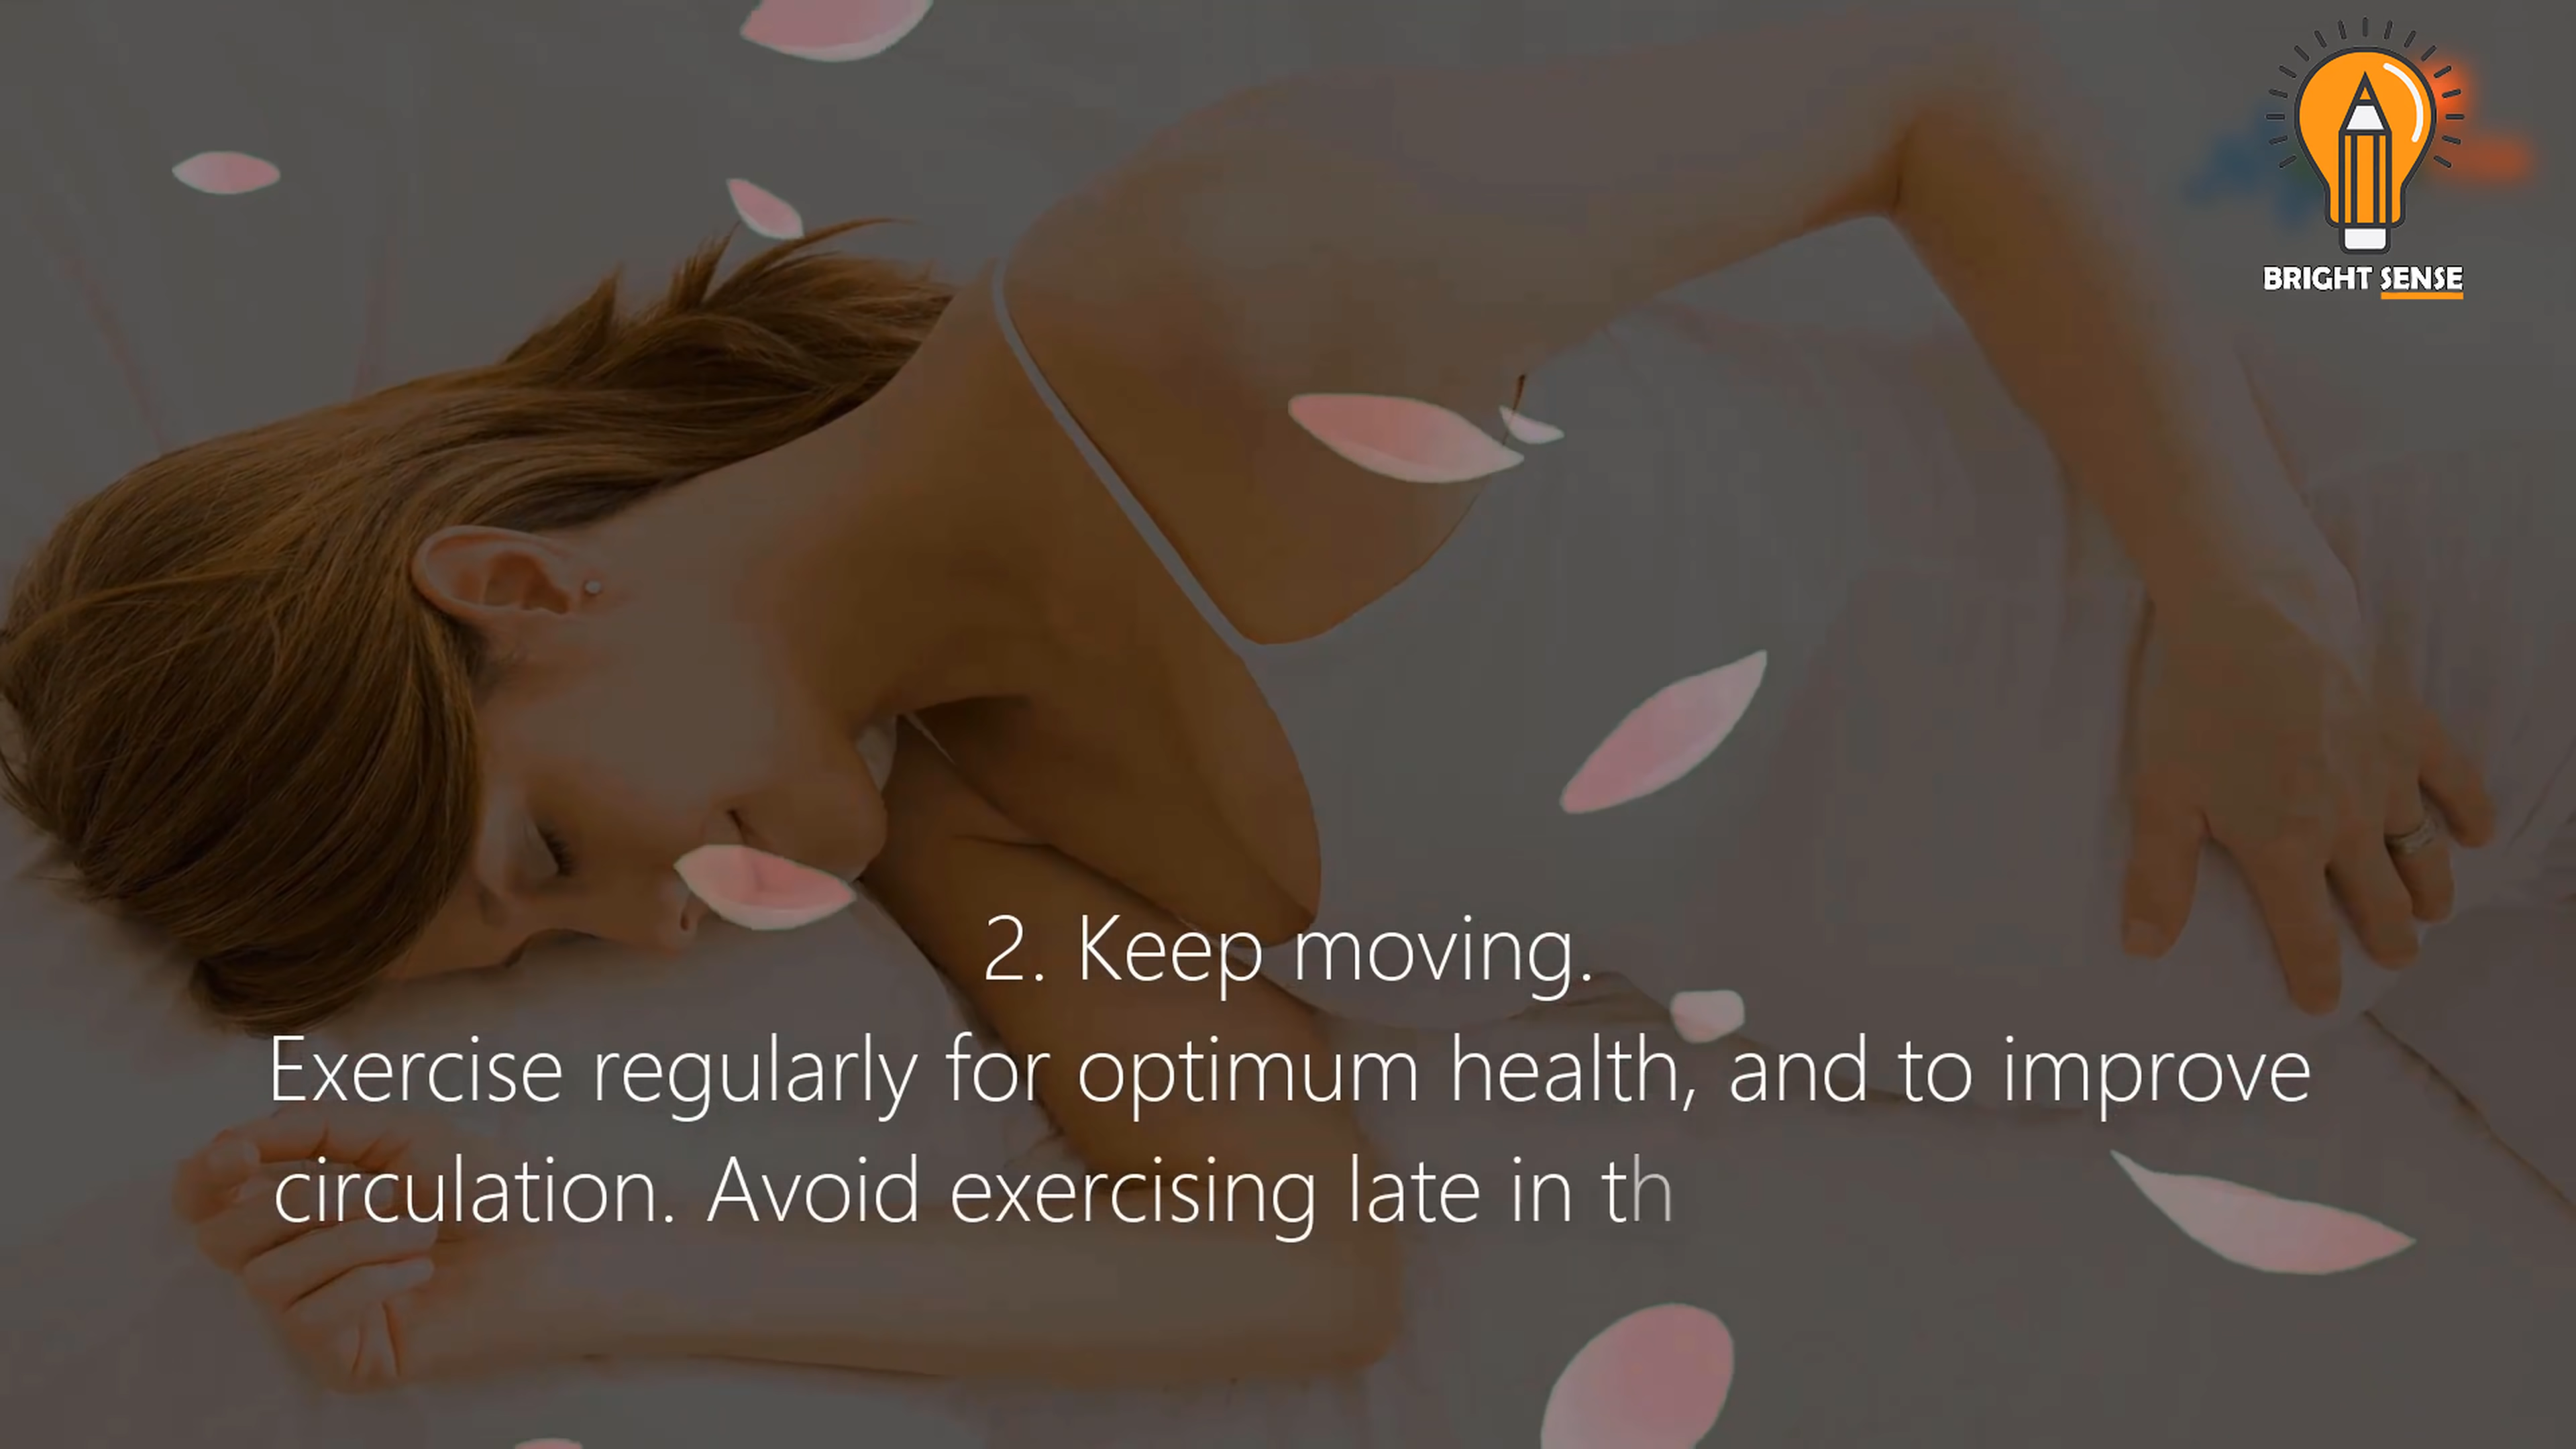 BRIGHT SENSE
2. Keep moving.
Exercise regularly for optimum health, and to improve
circulation. Avoid exercising late in th